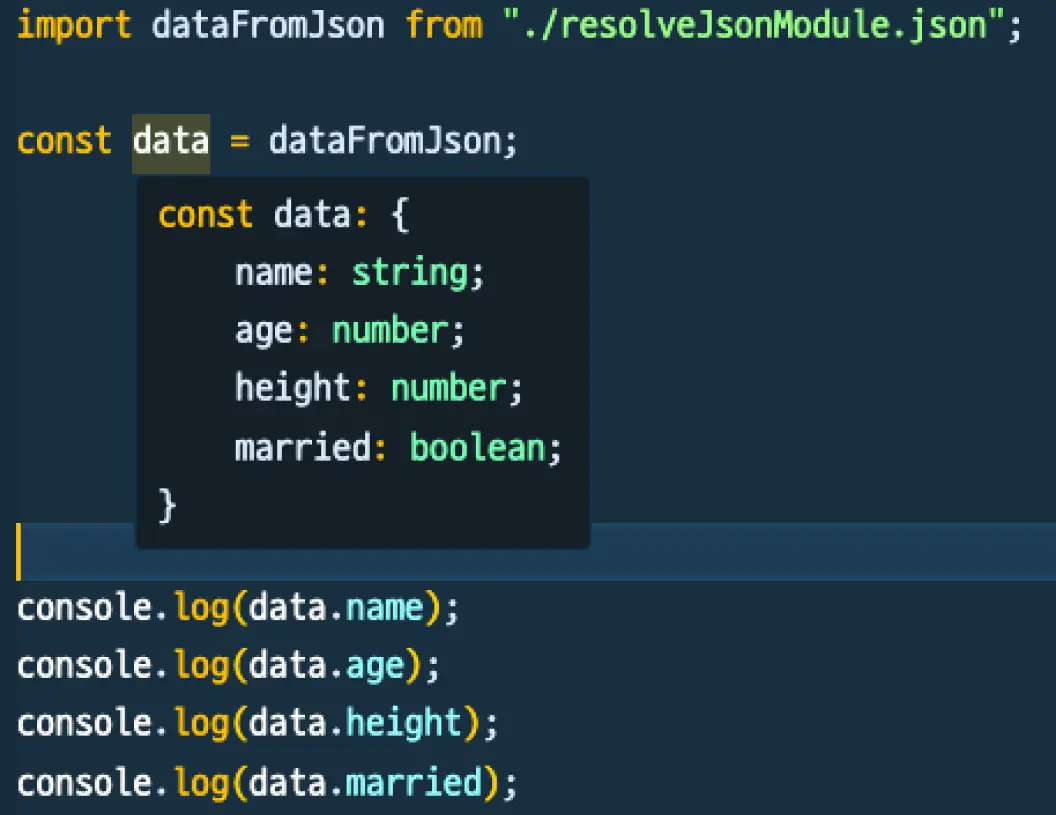 import dataFromJson from "./resolveJsonModule.json";
const data = dataFromJson;
const data: {
name: string;
age: number;
height: number;
married: boolean;
}
console.log(data.name);
console.log(data.age);
console.log(data.height);
console.log(data.married);